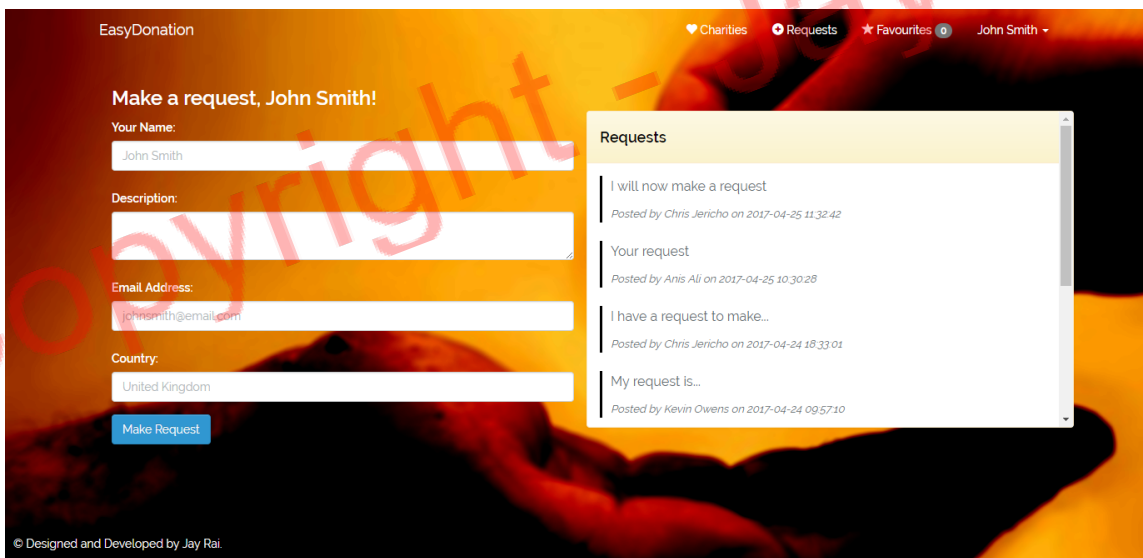 EasyDonation
Charities
Requests
Favourites 0
John Smith
Make a request, John Smith!
Your Name:
John Smith
Description:
Email Address:
johnsmith@email.com
Country:
United Kingdom
Make Request
Requests
I will now make a request
Posted by Chris Jericho on 2017-04-25 11:32:42
Your request
Posted by Anis Ali on 2017-04-25 10:30:28
I have a request to make...
Posted by Chris Jericho on 2017-04-24 18:33:01
My request is...
Posted by Kevin Owens on 2017-04-24 09:57:10
© Designed and Developed by Jay Rai.
opyright - Ja